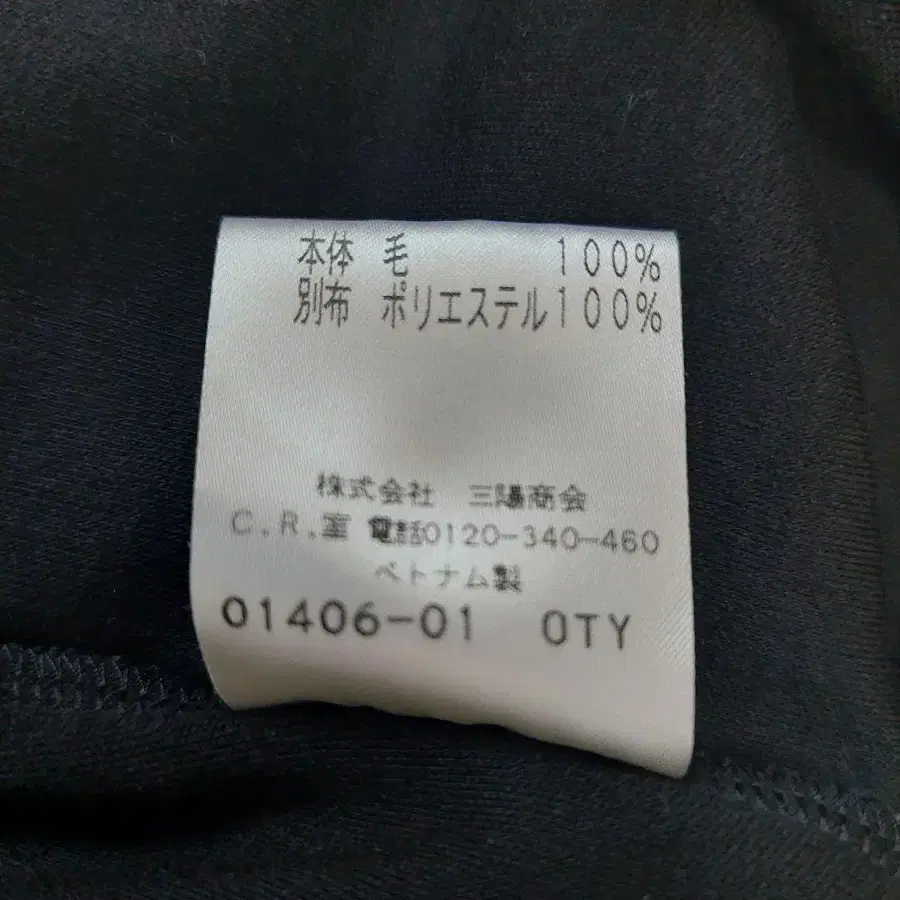 本体 毛 100%
別布 ポリエステル100%
株式会社 三陽商会
C.R.室 電話0120-340-460
ベトナム製
01406-01 OTY